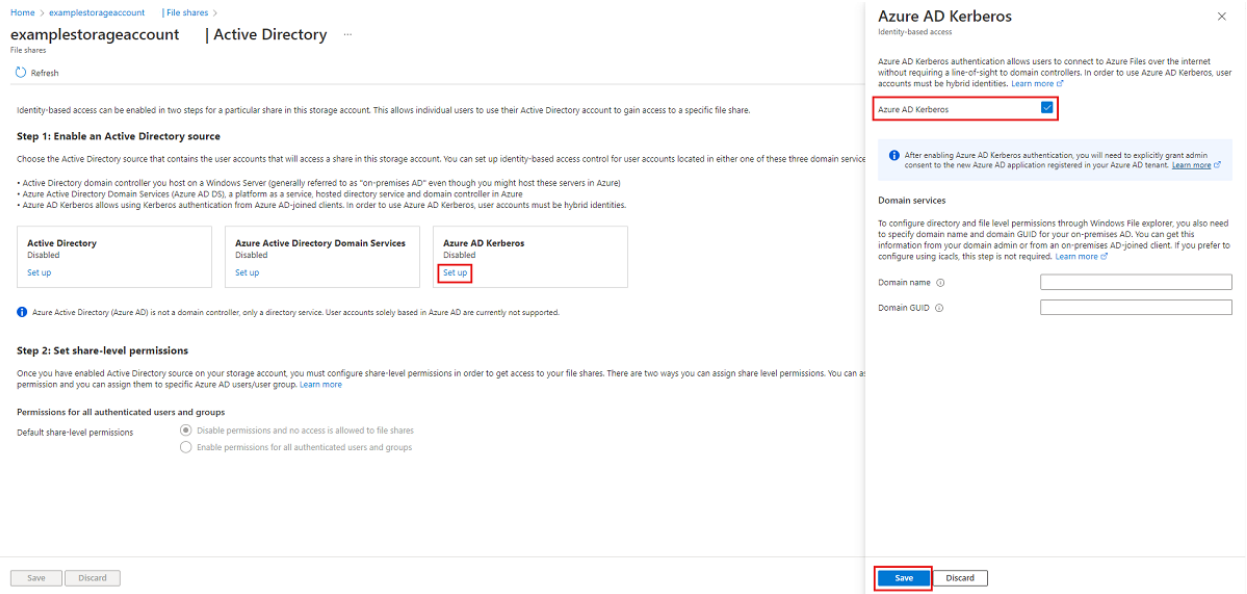 Home > examplestorageaccount | File shares >
examplestorageaccount | Active Directory ...
File shares
Refresh
Identity-based access can be enabled in two steps for a particular share in this storage account. This allows individual users to use their Active Directory account to gain access to a specific file share.
Step 1: Enable an Active Directory source
Choose the Active Directory source that contains the user accounts that will access a share in this storage account. You can set up identity-based access control for user accounts located in either one of these three domain service
• Active Directory domain controller you host on a Windows Server (generally referred to as "on-premises AD" even though you might host these servers in Azure)
• Azure Active Directory Domain Services (Azure AD DS), a platform as a service, hosted directory service and domain controller in Azure
• Azure AD Kerberos allows using Kerberos authentication from Azure AD-joined clients. In order to use Azure AD Kerberos, user accounts must be hybrid identities.
Active Directory
Disabled
Set up
Azure Active Directory Domain Services
Disabled
Set up
Azure AD Kerberos
Disabled
Set up
Azure Active Directory (Azure AD) is not a domain controller, only a directory service. User accounts solely based in Azure AD are currently not supported.
Step 2: Set share-level permissions
Once you have enabled Active Directory source on your storage account, you must configure share-level permissions in order to get access to your file shares. There are two ways you can assign share level permissions. You can as
permission and you can assign them to specific Azure AD users/user group. Learn more
Permissions for all authenticated users and groups
Default share-level permissions
Disable permissions and no access is allowed to file shares
Enable permissions for all authenticated users and groups
Save Discard
Azure AD Kerberos
Identity-based access
Azure AD Kerberos authentication allows users to connect to Azure Files over the internet
without requiring a line-of-sight to domain controllers. In order to use Azure AD Kerberos, user
accounts must be hybrid identities. Learn more
Azure AD Kerberos
After enabling Azure AD Kerberos authentication, you will need to explicitly grant admin
consent to the new Azure AD application registered in your Azure AD tenant. Learn more
Domain services
To configure directory and file level permissions through Windows File explorer, you also need
to specify domain name and domain GUID for your on-premises AD. You can get this
information from your domain admin or from an on-premises AD-joined client. If you prefer to
configure using icacls, this step is not required. Learn more
Domain name
Domain GUID
Save Discard